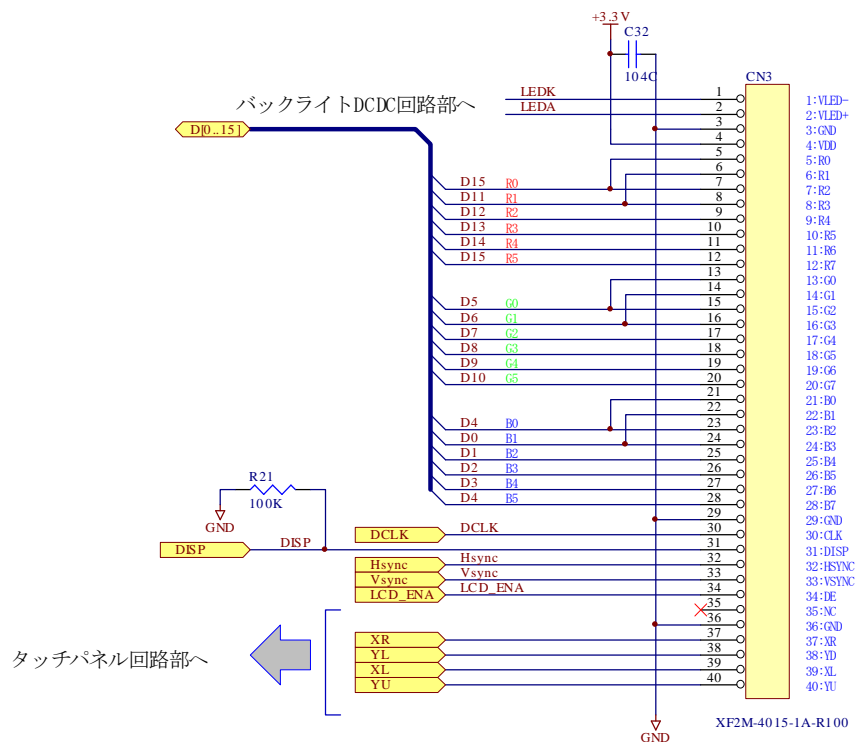 +3.3V
C32
104C
CN3
LEDK 1 1:VLED-
バックライトDCDC回路部へ
LEDA 2 2:VLED+
3 3:GND
D[0..15]
4 4:VDD
5 5:R0
6 6:R1
D15 R0 7 7:R2
D11 R1 8 8:R3
D12 R2 9 9:R4
D13 R3 10 10:R5
D14 R4 11 11:R6
D15 R5 12 12:R7
13 13:G0
14 14:G1
D5 G0 15 15:G2
D6 G1 16 16:G3
D7 G2 17 17:G4
D8 G3 18 18:G5
D9 G4 19 19:G6
D10 G5 20 20:G7
21 21:B0
22 22:B1
D4 B0 23 23:B2
D0 B1 24 24:B3
D1 B2 25 25:B4
D2 B3 26 26:B5
D3 B4 27 27:B6
D4 B5 28 28:B7
R21
100K
GND
29 29:GND
DCLK DCLK 30 30:CLK
DISP DISP 31 31:DISP
Hsync Hsync 32 32:HSYNC
Vsync Vsync 33 33:VSYNC
LCD_ENA LCD_ENA 34 34:DE
35 35:NC
36 36:GND
XR 37 37:XR
タッチパネル回路部へ
YL 38 38:YD
XL 39 39:XL
YU 40 40:YU
XF2M-4015-1A-R100
GND